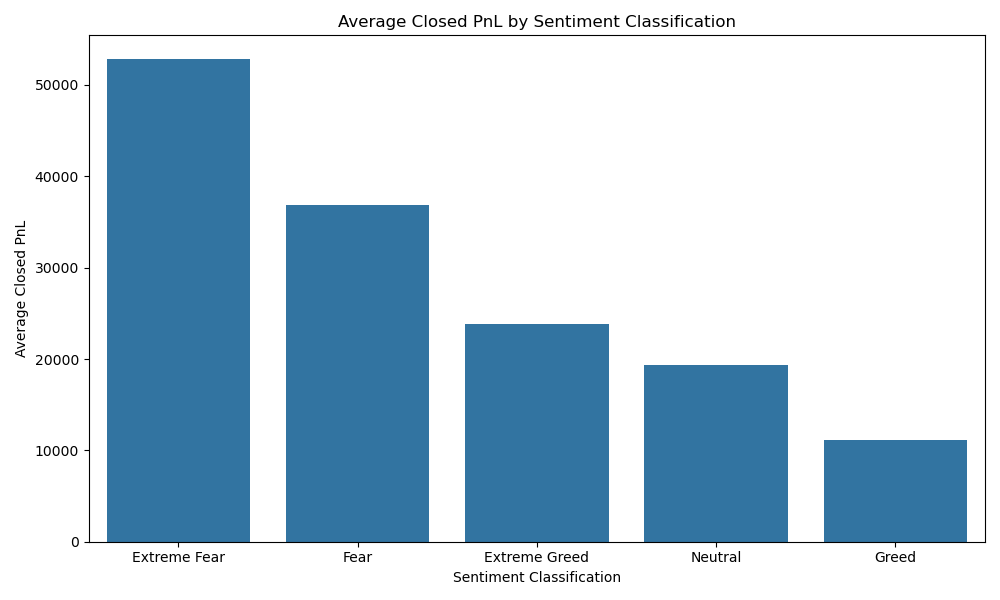 Average Closed PnL by Sentiment Classification
Average Closed PnL
50000
40000
30000
20000
10000
0
Extreme Fear Fear Extreme Greed Neutral Greed
Sentiment Classification